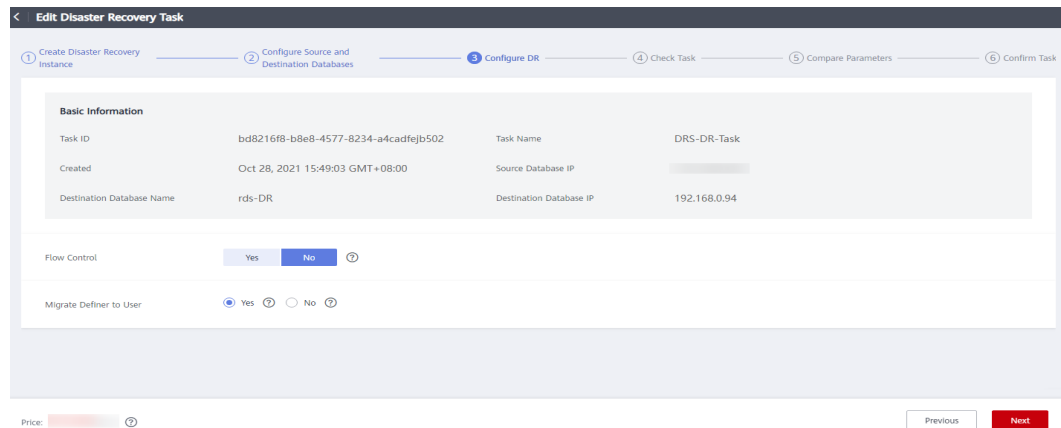 < Edit Disaster Recovery Task
1 Create Disaster Recovery Instance
2 Configure Source and Destination Databases
3 Configure DR
4 Check Task
5 Compare Parameters
6 Confirm Task
Basic Information
Task ID bd8216f8-b8e8-4577-8234-a4cadfejb502 Task Name DRS-DR-Task
Created Oct 28, 2021 15:49:03 GMT+08:00 Source Database IP
Destination Database Name rds-DR Destination Database IP 192.168.0.94
Flow Control Yes No ?
Migrate Definer to User Yes ? No ?
Price: ?
Previous Next